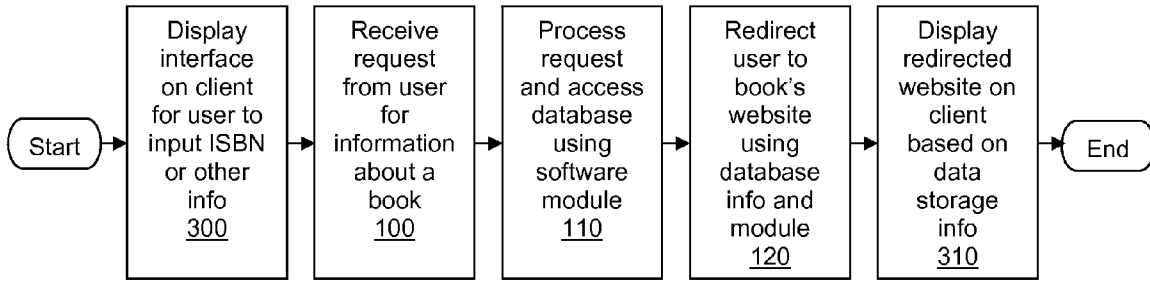 Start
Display
interface
on client
for user to
input ISBN
or other
info
300
Receive
request
from user
for
information
about a
book
100
Process
request
and access
database
using
software
module
110
Redirect
user to
book's
website
using
database
info and
module
120
Display
redirected
website on
client
based on
data
storage
info
310
End